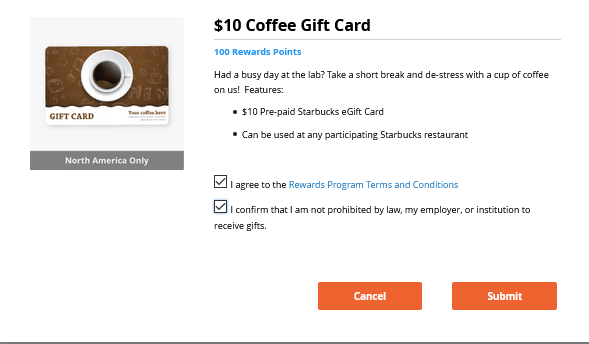 $10 Coffee Gift Card
100 Rewards Points
Had a busy day at the lab? Take a short break and de-stress with a cup of coffee
on us!  Features:
• $10 Pre-paid Starbucks eGift Card
• Can be used at any participating Starbucks restaurant
GIFT CARD
Your coffee here
North America Only
I agree to the Rewards Program Terms and Conditions
I confirm that I am not prohibited by law, my employer, or institution to
receive gifts.
Cancel
Submit